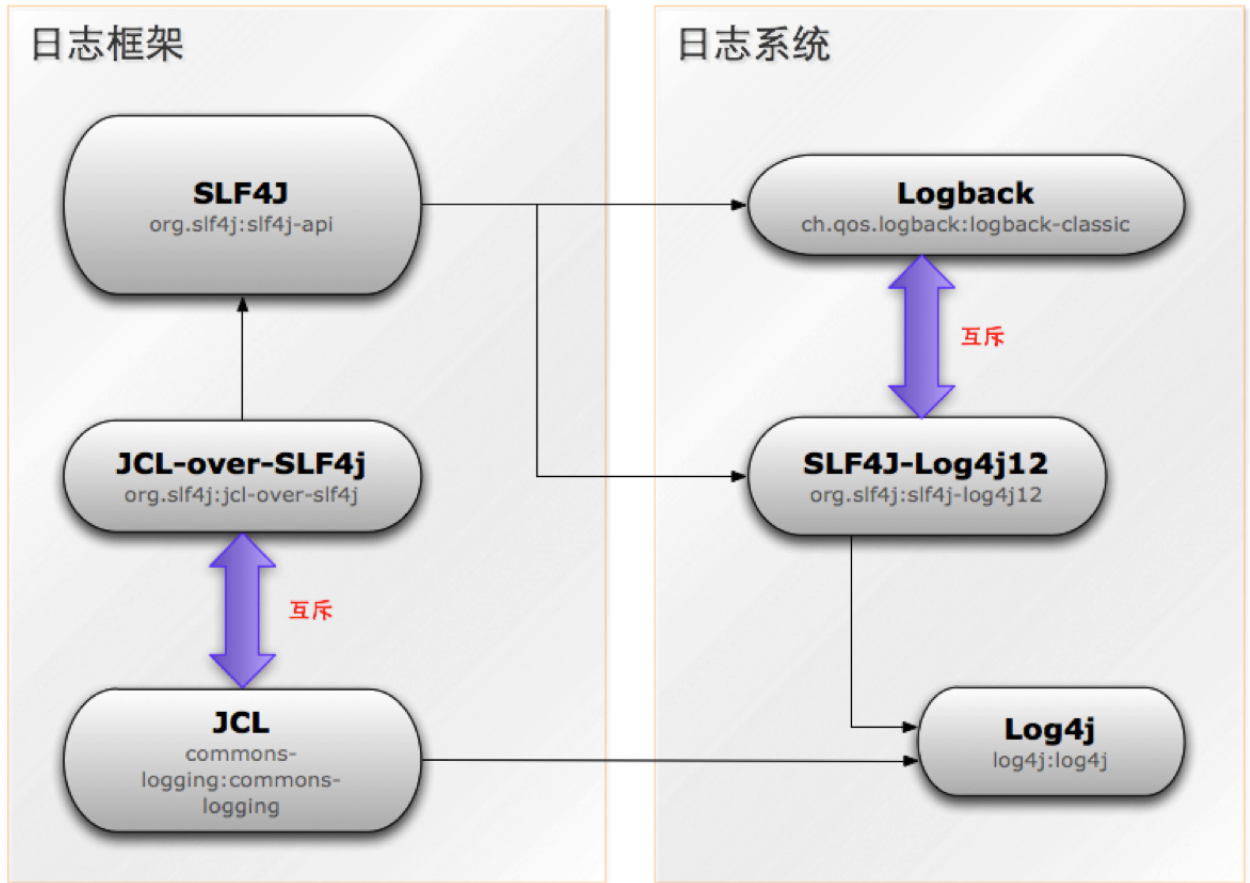 日志框架
SLF4J
org.slf4j:slf4j-api
JCL-over-SLF4j
org.slf4j:jcl-over-slf4j
互斥
JCL
commons-
logging:commons-
logging
日志系统
Logback
ch.qos.logback:logback-classic
互斥
SLF4J-Log4j12
org.slf4j:slf4j-log4j12
Log4j
log4j:log4j